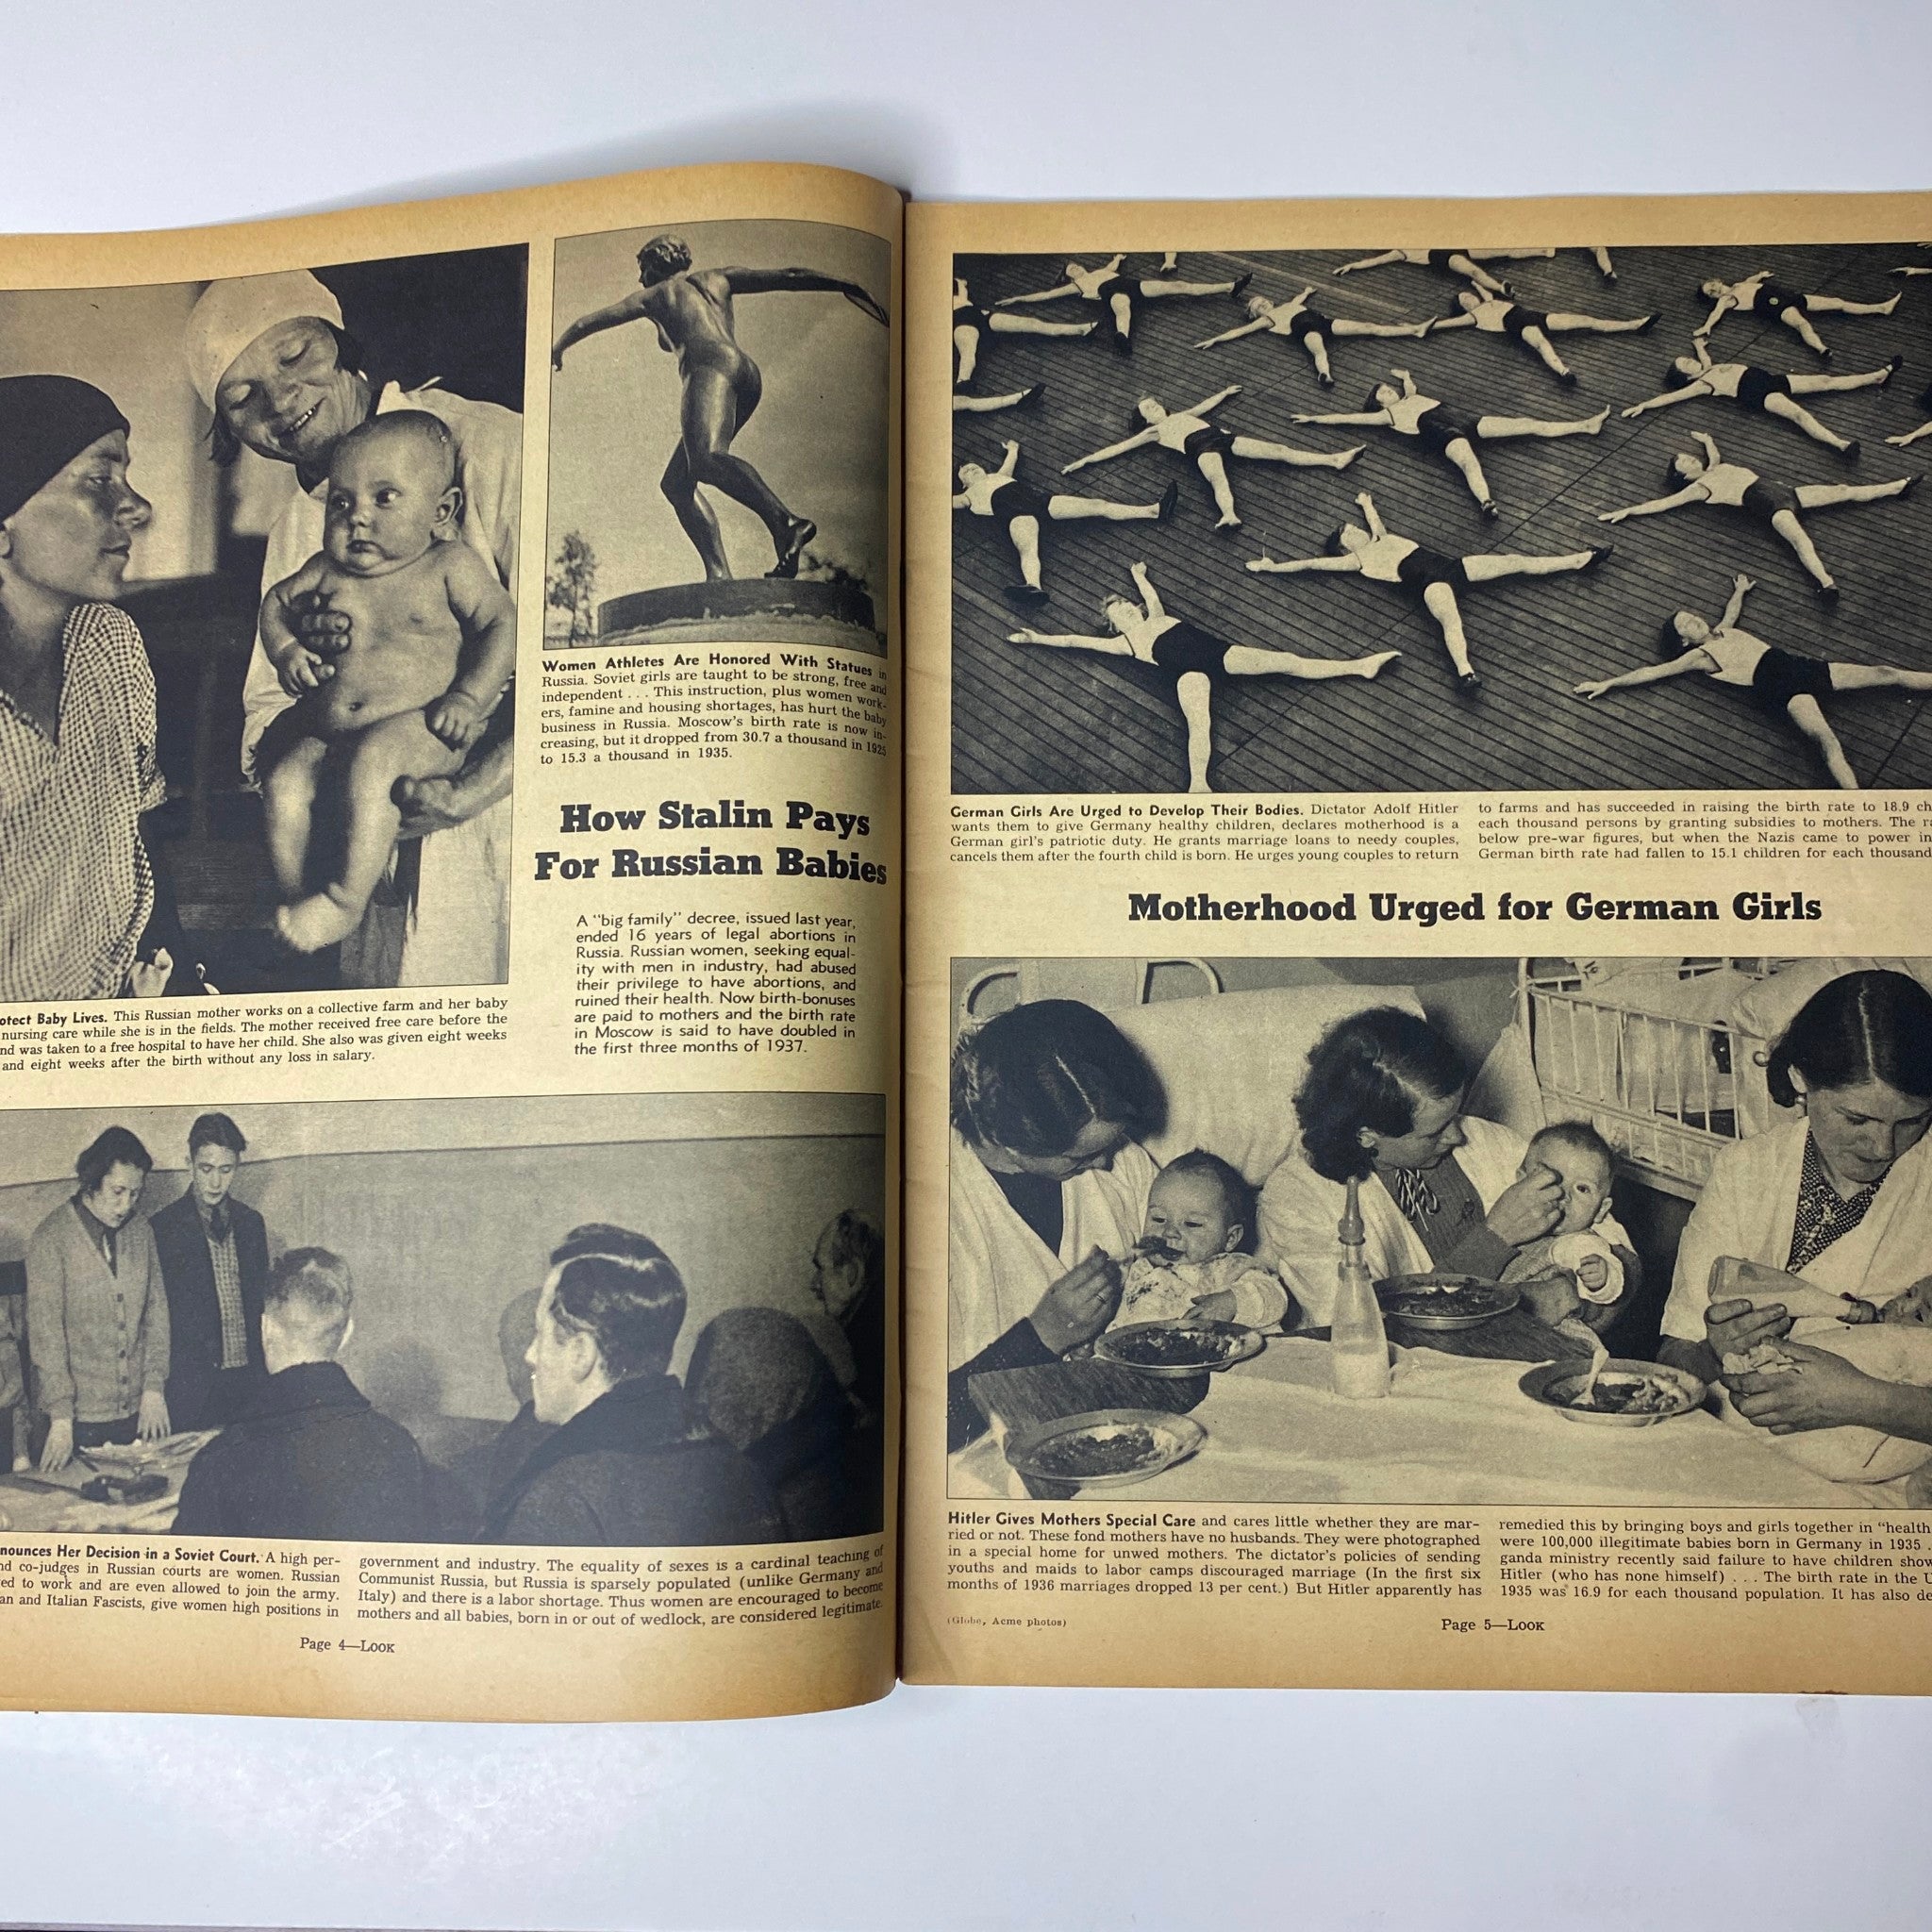 Women Athletes Are Honored With Statues in
Russia. Soviet girls are taught to be strong, free and
independent . . . This instruction, plus women work-
ers, famine and housing shortages, has hurt the baby
business in Russia. Moscow's birth rate is now in-
creasing, but it dropped from 30.7 a thousand in 1925
to 15.3 a thousand in 1935.
How Stalin Pays
For Russian Babies
A "big family" decree, issued last year,
ended 16 years of legal abortions in
Russia. Russian women, seeking equal-
ity with men in industry, had abused
their privilege to have abortions, and
ruined their health. Now birth-bonuses
are paid to mothers and the birth rate
in Moscow is said to have doubled in
the first three months of 1937.
Baby Lives. This Russian mother works on a collective farm and her baby
nursing care while she is in the fields. The mother received free care before the
was taken to a free hospital to have her child. She also was given eight weeks
and eight weeks after the birth without any loss in salary.
Her Decision in a Soviet Court. A high per-
co-judges in Russian courts are women. Russian
to work and are even allowed to join the army.
and Italian Fascists, give women high positions in
government and industry. The equality of sexes is a cardinal teaching of
Communist Russia, but Russia is sparsely populated (unlike Germany and
Italy) and there is a labor shortage. Thus women are encouraged to become
mothers and all babies, born in or out of wedlock, are considered legitimate.
Page 4—LOOK
German Girls Are Urged to Develop Their Bodies. Dictator Adolf Hitler
wants them to give Germany healthy children, declares motherhood is a
German girl's patriotic duty. He grants marriage loans to needy couples,
cancels them after the fourth child is born. He urges young couples to return
to farms and has succeeded in raising the birth rate to 18.9
each thousand persons by granting subsidies to mothers. The
below pre-war figures, but when the Nazis came to power in
German birth rate had fallen to 15.1 children for each thousand
Motherhood Urged for German Girls
Hitler Gives Mothers Special Care and cares little whether they are mar-
ried or not. These fond mothers have no husbands. They were photographed
in a special home for unwed mothers. The dictator's policies of sending
youths and maids to labor camps discouraged marriage (In the first six
months of 1936 marriages dropped 13 per cent.) But Hitler apparently has
remedied this by bringing boys and girls together in "health
were 100,000 illegitimate babies born in Germany in 1935 .
ganda ministry recently said failure to have children
Hitler (who has none himself) . . . The birth rate in the
1935 was 16.9 for each thousand population. It has also
(Globe, Acme photos)
Page 5—LOOK